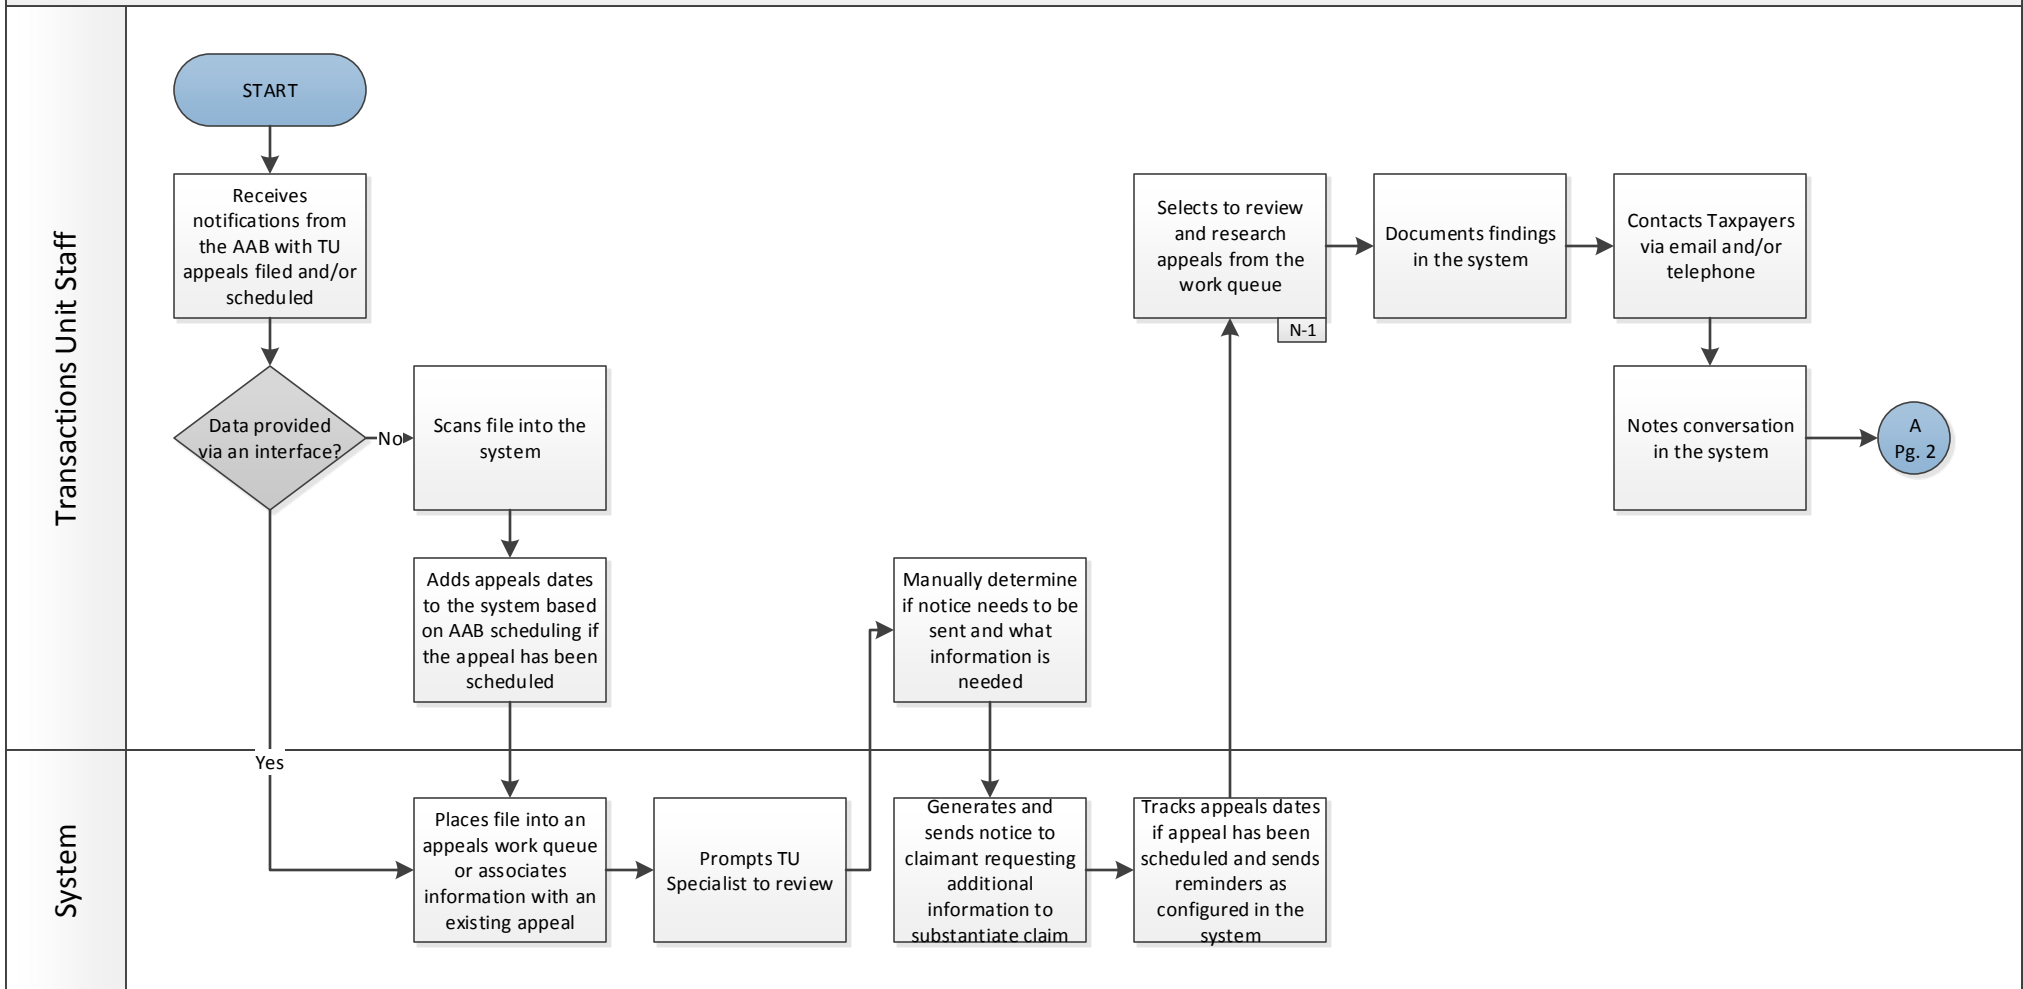 Transactions Unit Staff
START
Receives
notifications from
the AAB with TU
appeals filed and/or
scheduled
Data provided
via an interface?
No
Yes
Scans file into the
system
Adds appeals dates
to the system based
on AAB scheduling if
the appeal has been
scheduled
Manually determine
if notice needs to be
sent and what
information is
needed
Selects to review
and research
appeals from the
work queue
N-1
Documents findings
in the system
Contacts Taxpayers
via email and/or
telephone
Notes conversation
in the system
A
Pg. 2
System
Places file into an
appeals work queue
or associates
information with an
existing appeal
Prompts TU
Specialist to review
Generates and
sends notice to
claimant requesting
additional
information to
substantiate claim
Tracks appeals dates
if appeal has been
scheduled and sends
reminders as
configured in the
system